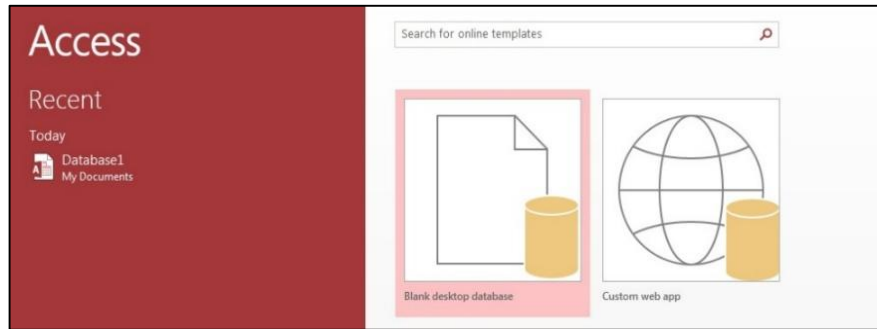 Access
Recent
Today
Database1
My Documents
Search for online templates
Blank desktop database
Custom web app